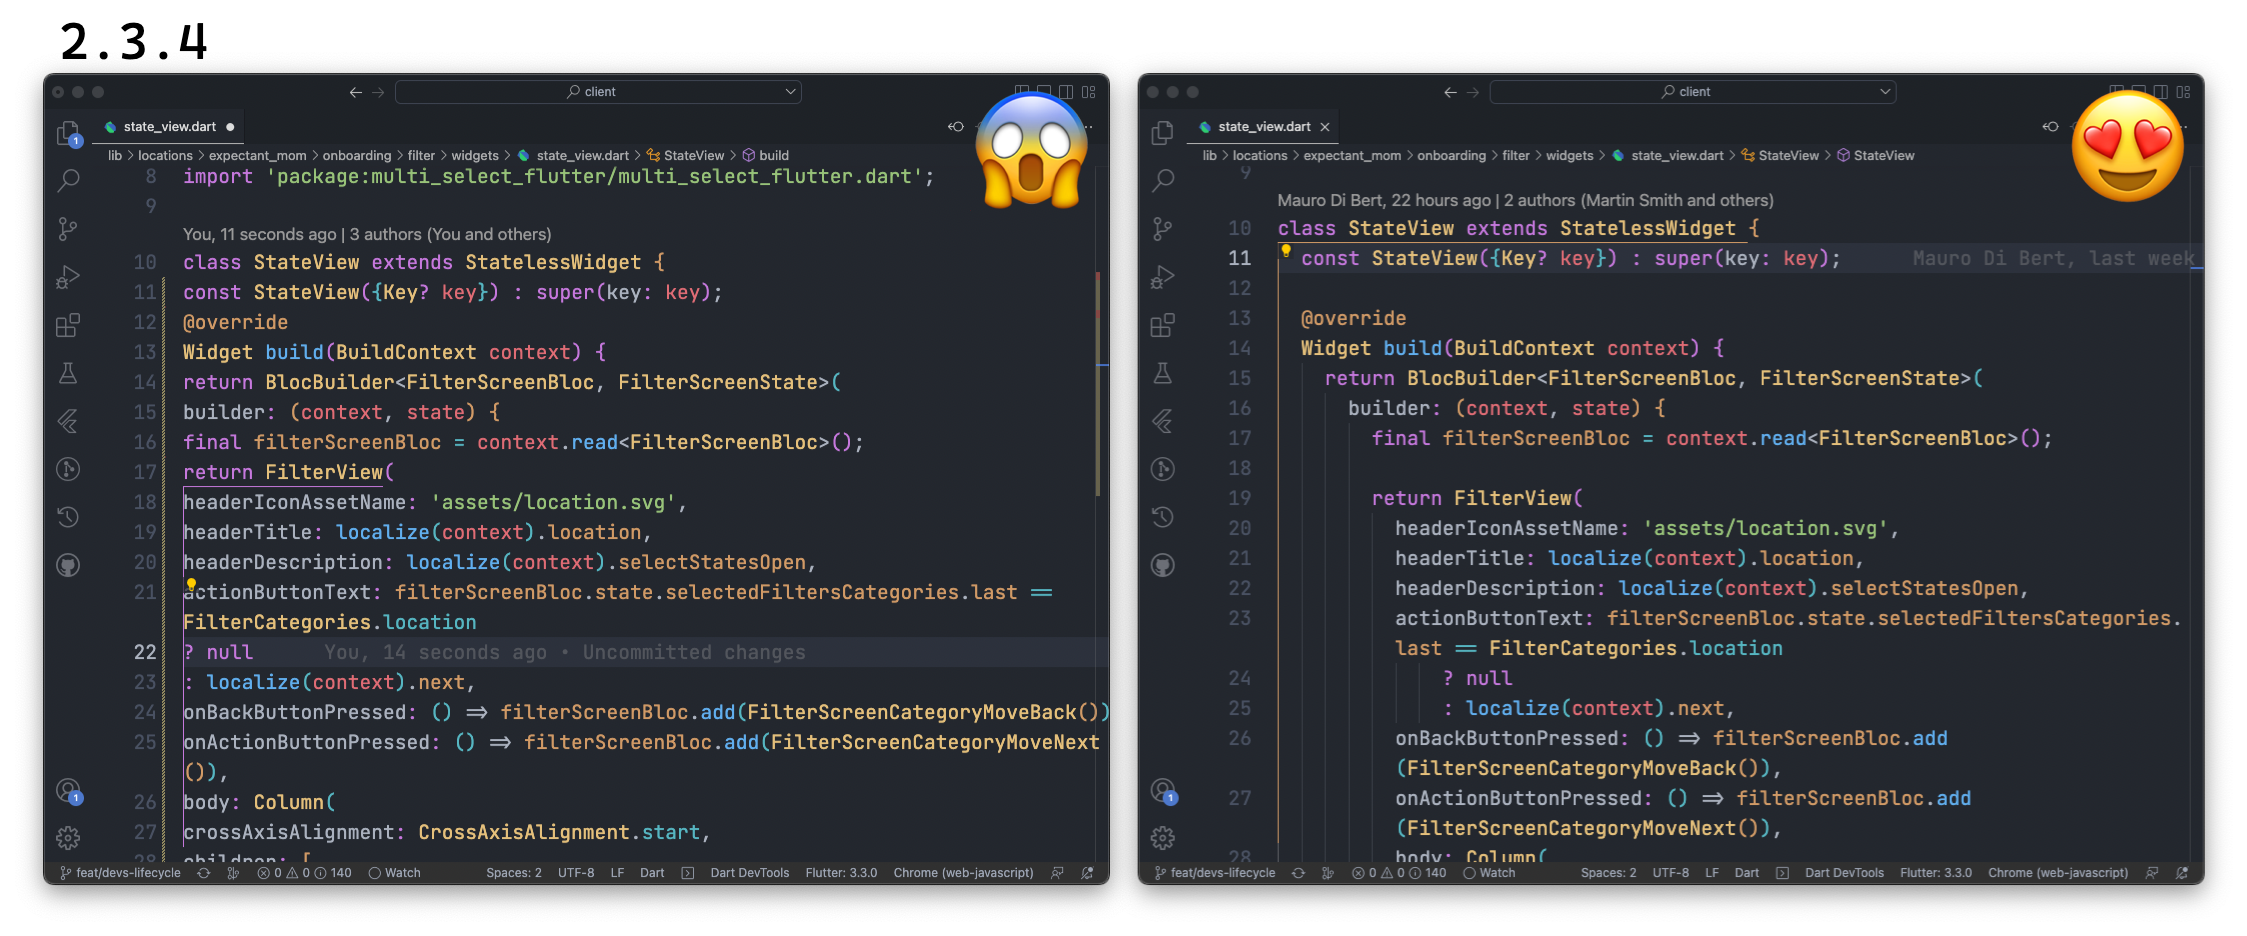 2.3.4
client
state_view.dart
lib > locations > expectant_mom > onboarding > filter > widgets > state_view.dart > StateView > build
8 import 'package:multi_select_flutter/multi_select_flutter.dart';
9
You, 11 seconds ago | 3 authors (You and others)
10 class StateView extends StatelessWidget {
11 const StateView({Key? key}) : super(key: key);
12 @override
13 Widget build(BuildContext context) {
14 return BlocBuilder<FilterScreenBloc, FilterScreenState>(
15 builder: (context, state) {
16 final filterScreenBloc = context.read<FilterScreenBloc>();
17 return FilterView(
18 headerIconAssetName: 'assets/location.svg',
19 headerTitle: localize(context).location,
20 headerDescription: localize(context).selectStatesOpen,
21 actionButtonText: filterScreenBloc.state.selectedFiltersCategories.last ==
FilterCategories.location
22 ? null You, 14 seconds ago • Uncommitted changes
23 : localize(context).next,
24 onBackButtonPressed: () => filterScreenBloc.add(FilterScreenCategoryMoveBack())
25 onActionButtonPressed: () => filterScreenBloc.add(FilterScreenCategoryMoveNext
()),
26 body: Column(
27 crossAxisAlignment: CrossAxisAlignment.start,
28 children: [
1
1
feat/devs-lifecycle 0 0 140 Watch Spaces: 2 UTF-8 LF Dart Dart DevTools Flutter: 3.3.0 Chrome (web-javascript)
client
state_view.dart
lib > locations > expectant_mom > onboarding > filter > widgets > state_view.dart > StateView > StateView
9
Mauro Di Bert, 22 hours ago | 2 authors (Martin Smith and others)
10 class StateView extends StatelessWidget {
11 const StateView({Key? key}) : super(key: key); Mauro Di Bert, last week
12
13 @override
14 Widget build(BuildContext context) {
15 return BlocBuilder<FilterScreenBloc, FilterScreenState>(
16 builder: (context, state) {
17 final filterScreenBloc = context.read<FilterScreenBloc>();
18
19 return FilterView(
20 headerIconAssetName: 'assets/location.svg',
21 headerTitle: localize(context).location,
22 headerDescription: localize(context).selectStatesOpen,
23 actionButtonText: filterScreenBloc.state.selectedFiltersCategories.
last == FilterCategories.location
24 ? null
25 : localize(context).next,
26 onBackButtonPressed: () => filterScreenBloc.add
(FilterScreenCategoryMoveBack()),
27 onActionButtonPressed: () => filterScreenBloc.add
(FilterScreenCategoryMoveNext()),
28 body: Column(
1
feat/devs-lifecycle 0 0 140 Watch Spaces: 2 UTF-8 LF Dart Dart DevTools Flutter: 3.3.0 Chrome (web-javascript)